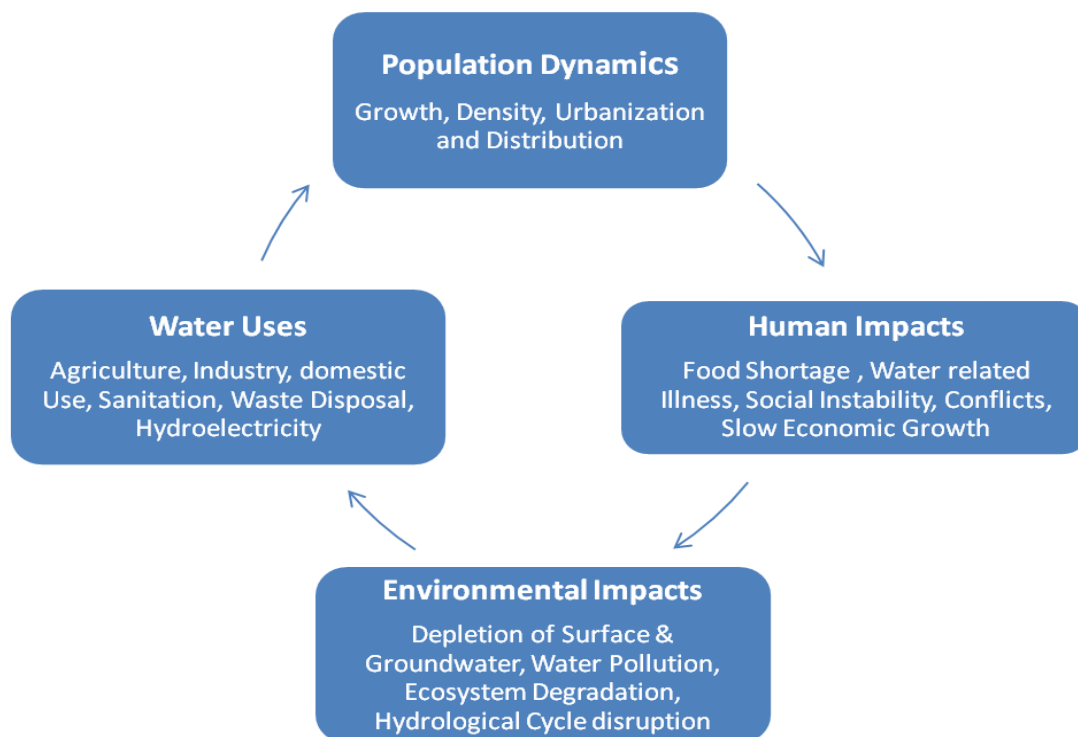 Population Dynamics
Growth, Density, Urbanization
and Distribution
Water Uses
Agriculture, Industry, domestic
Use, Sanitation, Waste Disposal,
Hydroelectricity
Human Impacts
Food Shortage , Water related
Illness, Social Instability, Conflicts,
Slow Economic Growth
Environmental Impacts
Depletion of Surface &
Groundwater, Water Pollution,
Ecosystem Degradation,
Hydrological Cycle disruption